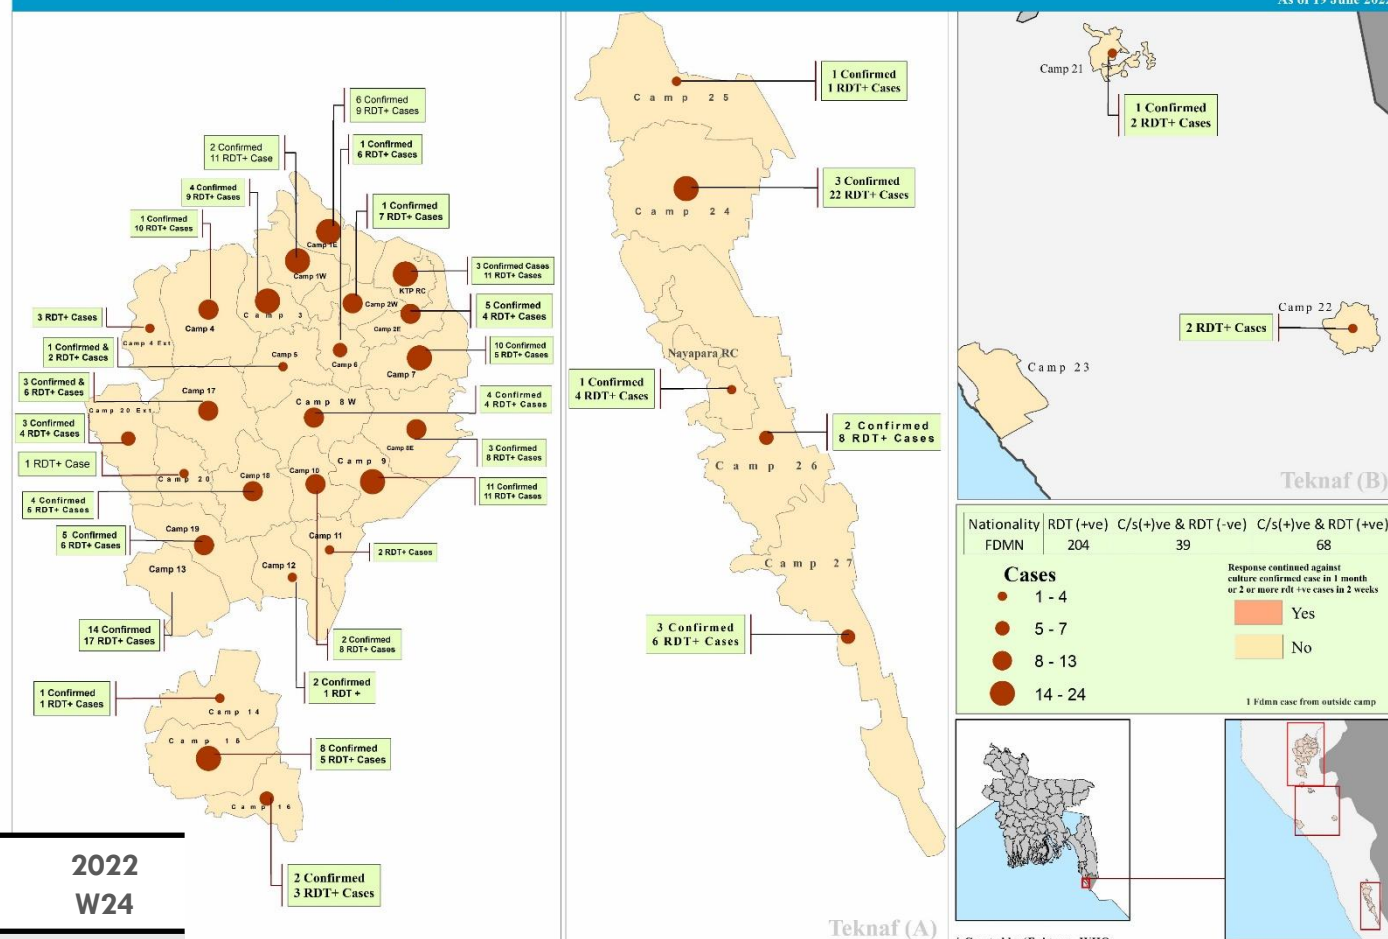 As of 19 June 2022
6 Confirmed
9 RDT+ Cases
2 Confirmed
11 RDT+ Case
1 Confirmed
6 RDT+ Cases
4 Confirmed
9 RDT+ Cases
1 Confirmed
7 RDT+ Cases
1 Confirmed
10 RDT+ Cases
Camp 1E
Camp 1W
3 Confirmed Cases
11 RDT+ Cases
KTP RC
3 RDT+ Cases
Camp 4
Camp 3
Camp 2W
5 Confirmed
4 RDT+ Cases
Camp 2E
Camp 4 Ext
1 Confirmed &
2 RDT+ Cases
Camp 5
Camp 6
Camp 7
10 Confirmed
5 RDT+ Cases
3 Confirmed &
6 RDT+ Cases
Camp 17
Camp 8W
4 Confirmed
4 RDT+ Cases
Camp 20 Ext
3 Confirmed
4 RDT+ Cases
Camp 8E
3 Confirmed
8 RDT+ Cases
1 RDT+ Case
Camp 20
Camp 18
Camp 10
Camp 9
11 Confirmed
11 RDT+ Cases
4 Confirmed
5 RDT+ Cases
5 Confirmed
6 RDT+ Cases
Camp 19
Camp 11
2 RDT+ Cases
Camp 13
Camp 12
14 Confirmed
17 RDT+ Cases
2 Confirmed
8 RDT+ Cases
2 Confirmed
1 RDT +
1 Confirmed
1 RDT+ Cases
Camp 14
Camp 15
8 Confirmed
5 RDT+ Cases
Camp 16
2 Confirmed
3 RDT+ Cases
2022
W24
1 Confirmed
1 RDT+ Cases
Camp 25
3 Confirmed
22 RDT+ Cases
Camp 24
Nayapara RC
1 Confirmed
4 RDT+ Cases
2 Confirmed
8 RDT+ Cases
Camp 26
Camp 27
3 Confirmed
6 RDT+ Cases
Teknaf (A)
Camp 21
1 Confirmed
2 RDT+ Cases
Camp 22
2 RDT+ Cases
Camp 23
Teknaf (B)
Nationality RDT (+ve) C/s(+)ve & RDT (-ve) C/s(+)ve & RDT (+ve)
FDMN 204 39 68
Cases
1 - 4
5 - 7
8 - 13
14 - 24
Response continued against
culture confirmed case in 1 month
or 2 or more rdt +ve cases in 2 weeks
Yes
No
1 Fdmn case from outside camp